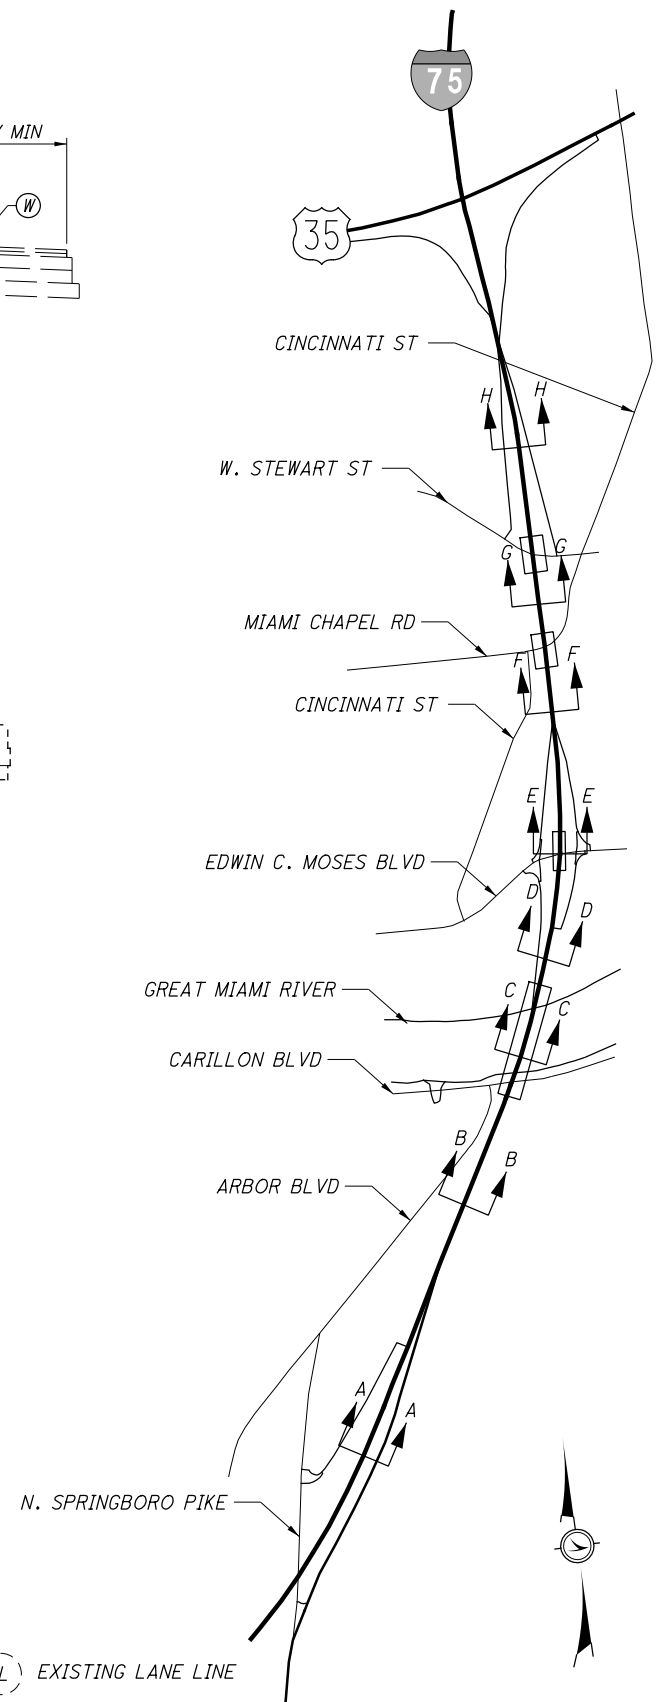 75
MIN
W
35
CINCINNATI ST
H H
W. STEWART ST
G G
MIAMI CHAPEL RD
F F
CINCINNATI ST
E E
EDWIN C. MOSES BLVD
D D
GREAT MIAMI RIVER
C C
CARILLON BLVD
B B
ARBOR BLVD
A A
N. SPRINGBORO PIKE
L EXISTING LANE LINE